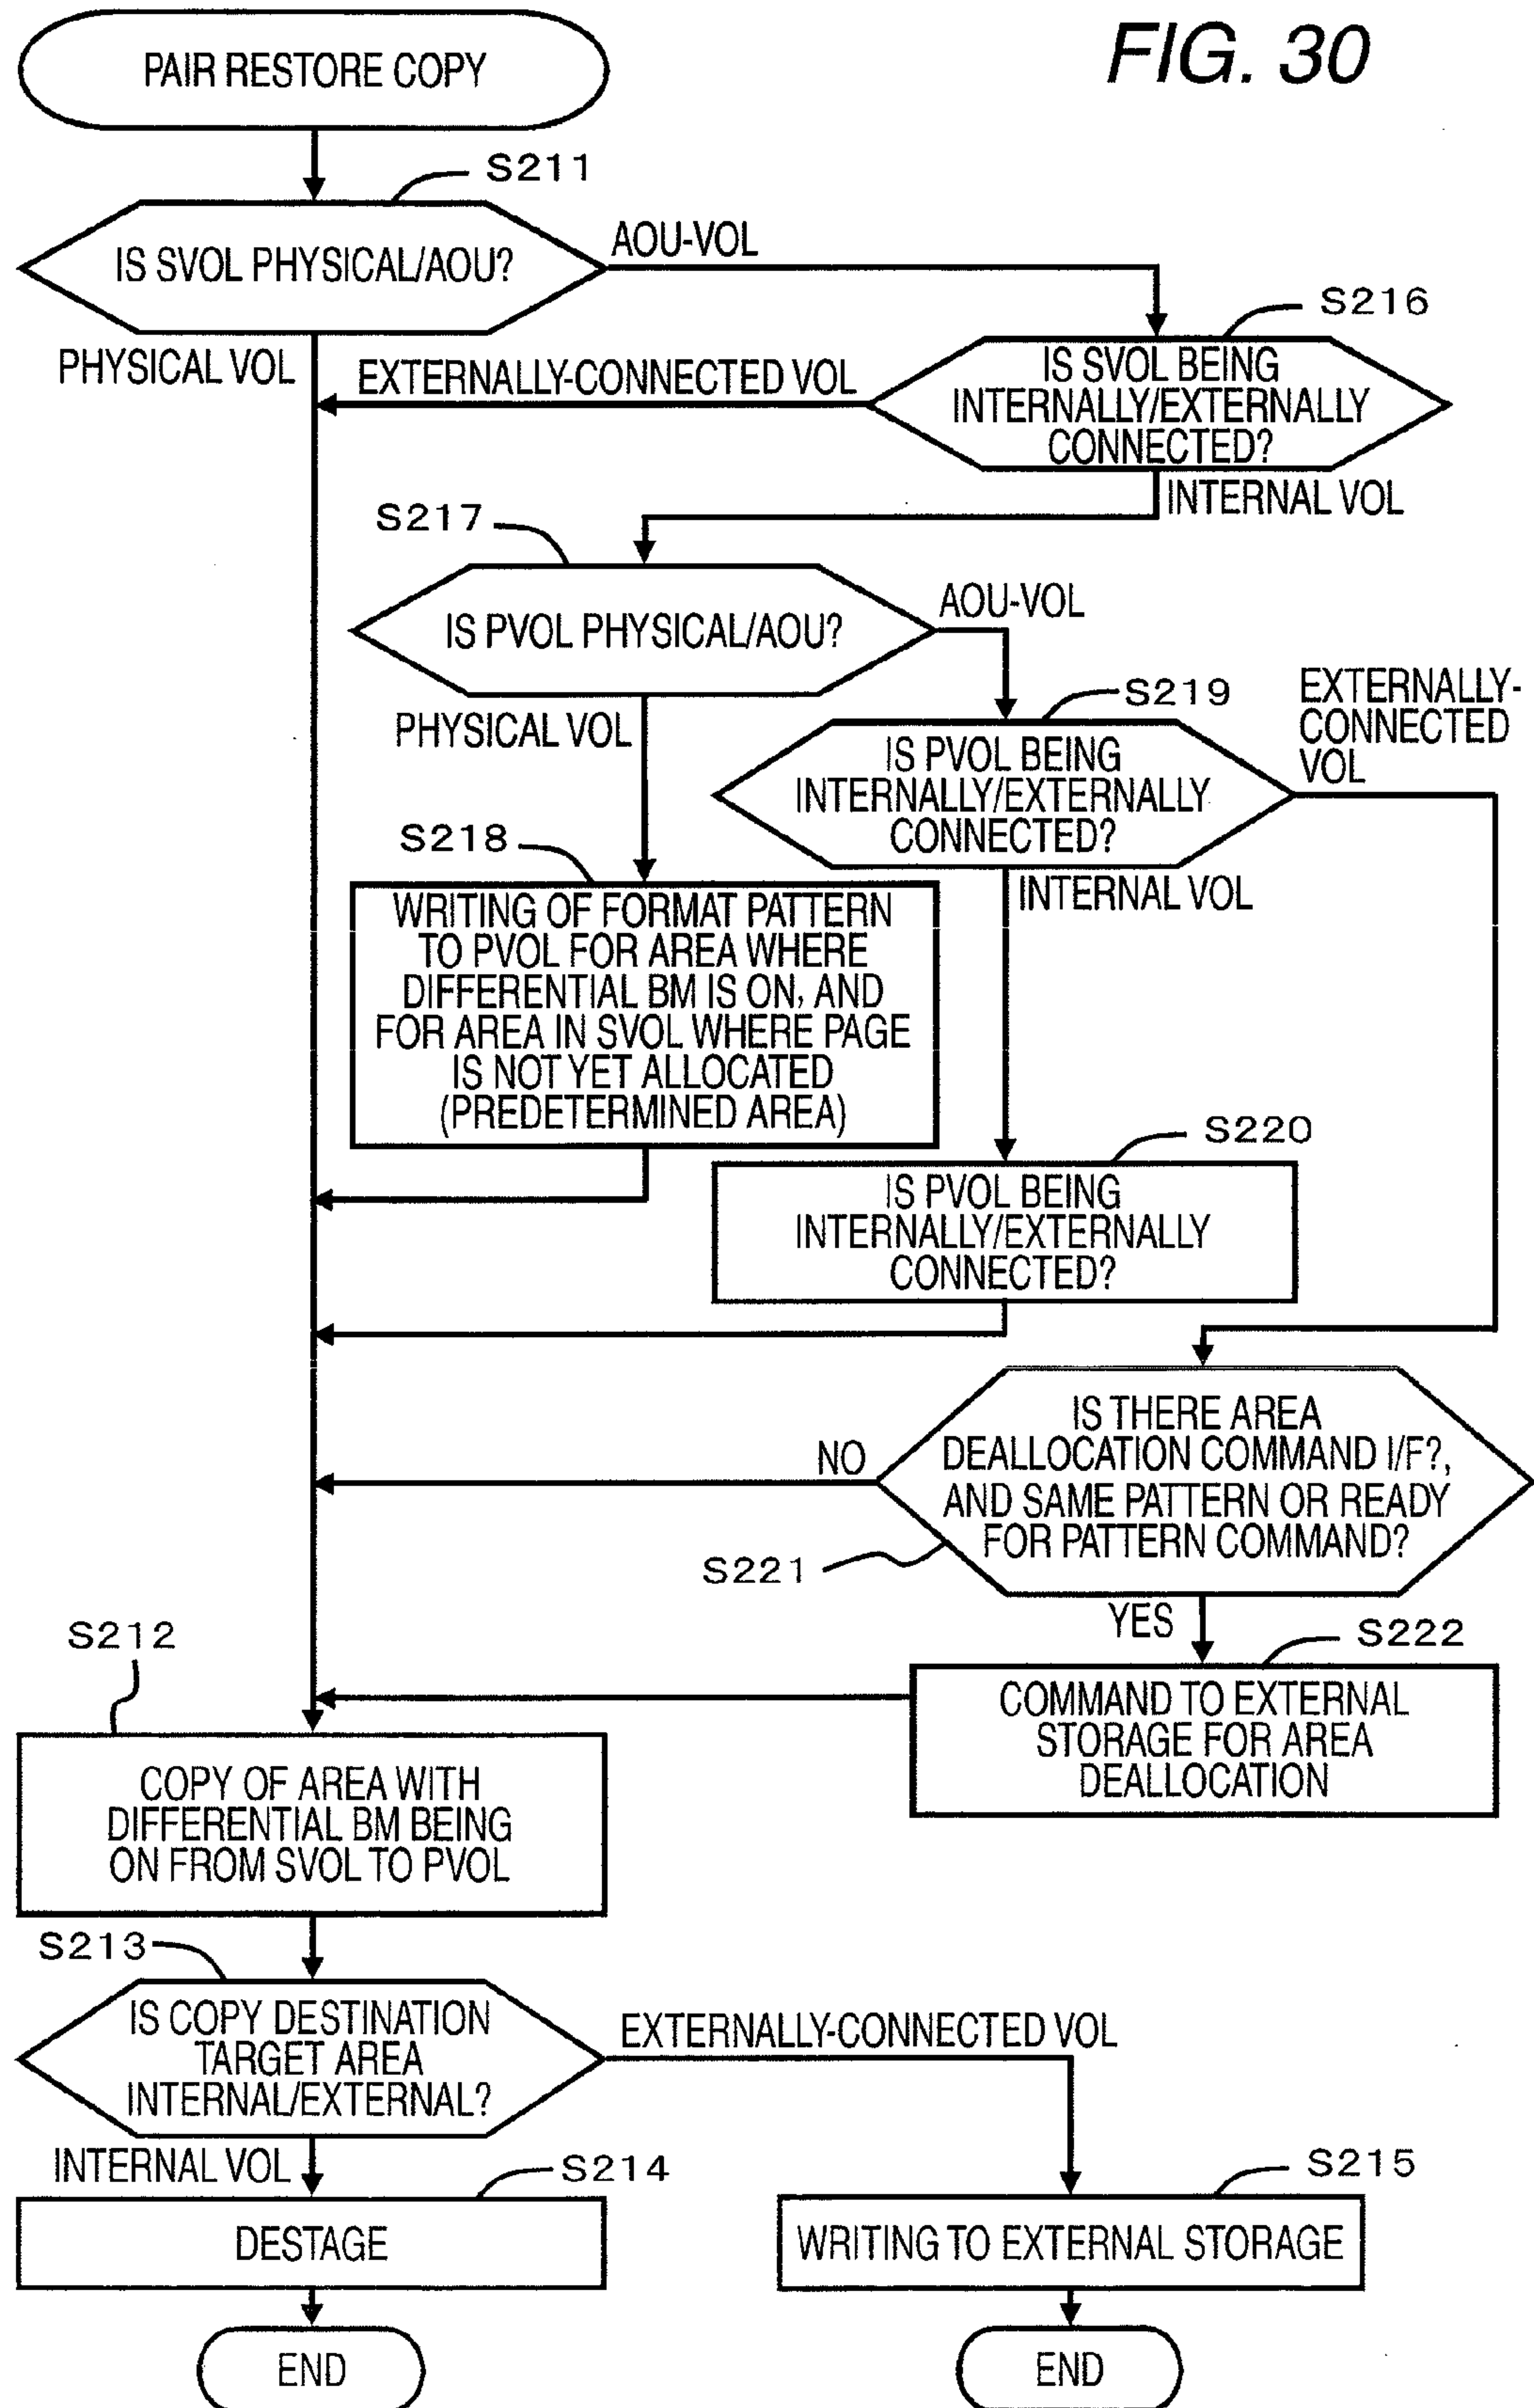 FIG. 30
PAIR RESTORE COPY
S211
IS SVOL PHYSICAL/AOU?
AOU-VOL
S216
PHYSICAL VOL
EXTERNALLY-CONNECTED VOL
IS SVOL BEING
INTERNALLY/EXTERNALLY
CONNECTED?
INTERNAL VOL
S217
IS PVOL PHYSICAL/AOU?
AOU-VOL
S219
EXTERNALLY-
CONNECTED
VOL
PHYSICAL VOL
IS PVOL BEING
INTERNALLY/EXTERNALLY
CONNECTED?
S218
INTERNAL VOL
WRITING OF FORMAT PATTERN
TO PVOL FOR AREA WHERE
DIFFERENTIAL BM IS ON, AND
FOR AREA IN SVOL WHERE PAGE
IS NOT YET ALLOCATED
(PREDETERMINED AREA)
S220
IS PVOL BEING
INTERNALLY/EXTERNALLY
CONNECTED?
IS THERE AREA
DEALLOCATION COMMAND I/F?,
AND SAME PATTERN OR READY
FOR PATTERN COMMAND?
NO
S221
YES
S222
COMMAND TO EXTERNAL
STORAGE FOR AREA
DEALLOCATION
S212
COPY OF AREA WITH
DIFFERENTIAL BM BEING
ON FROM SVOL TO PVOL
S213
IS COPY DESTINATION
TARGET AREA
INTERNAL/EXTERNAL?
EXTERNALLY-CONNECTED VOL
INTERNAL VOL
S214
S215
DESTAGE
WRITING TO EXTERNAL STORAGE
END
END